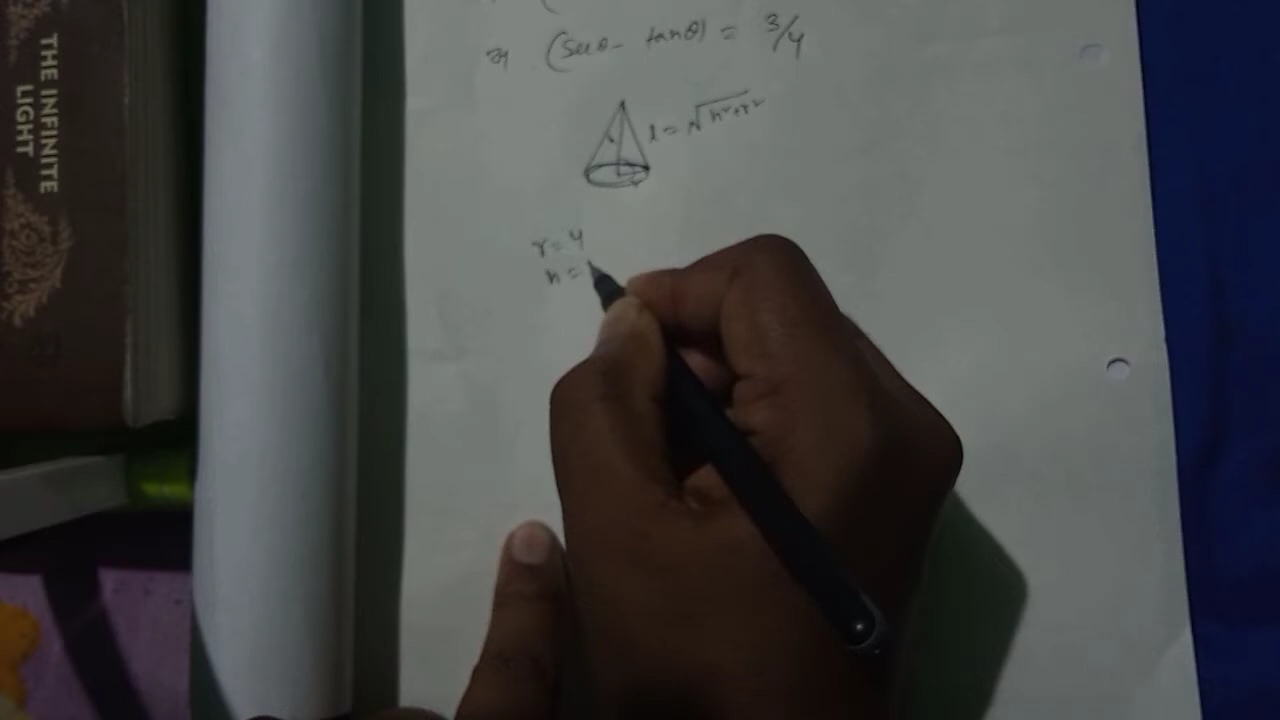 THE INFINITE
LIGHT
⇒ (secθ - tanθ) = 3/4
l = √h²+r²
r = 4
h =